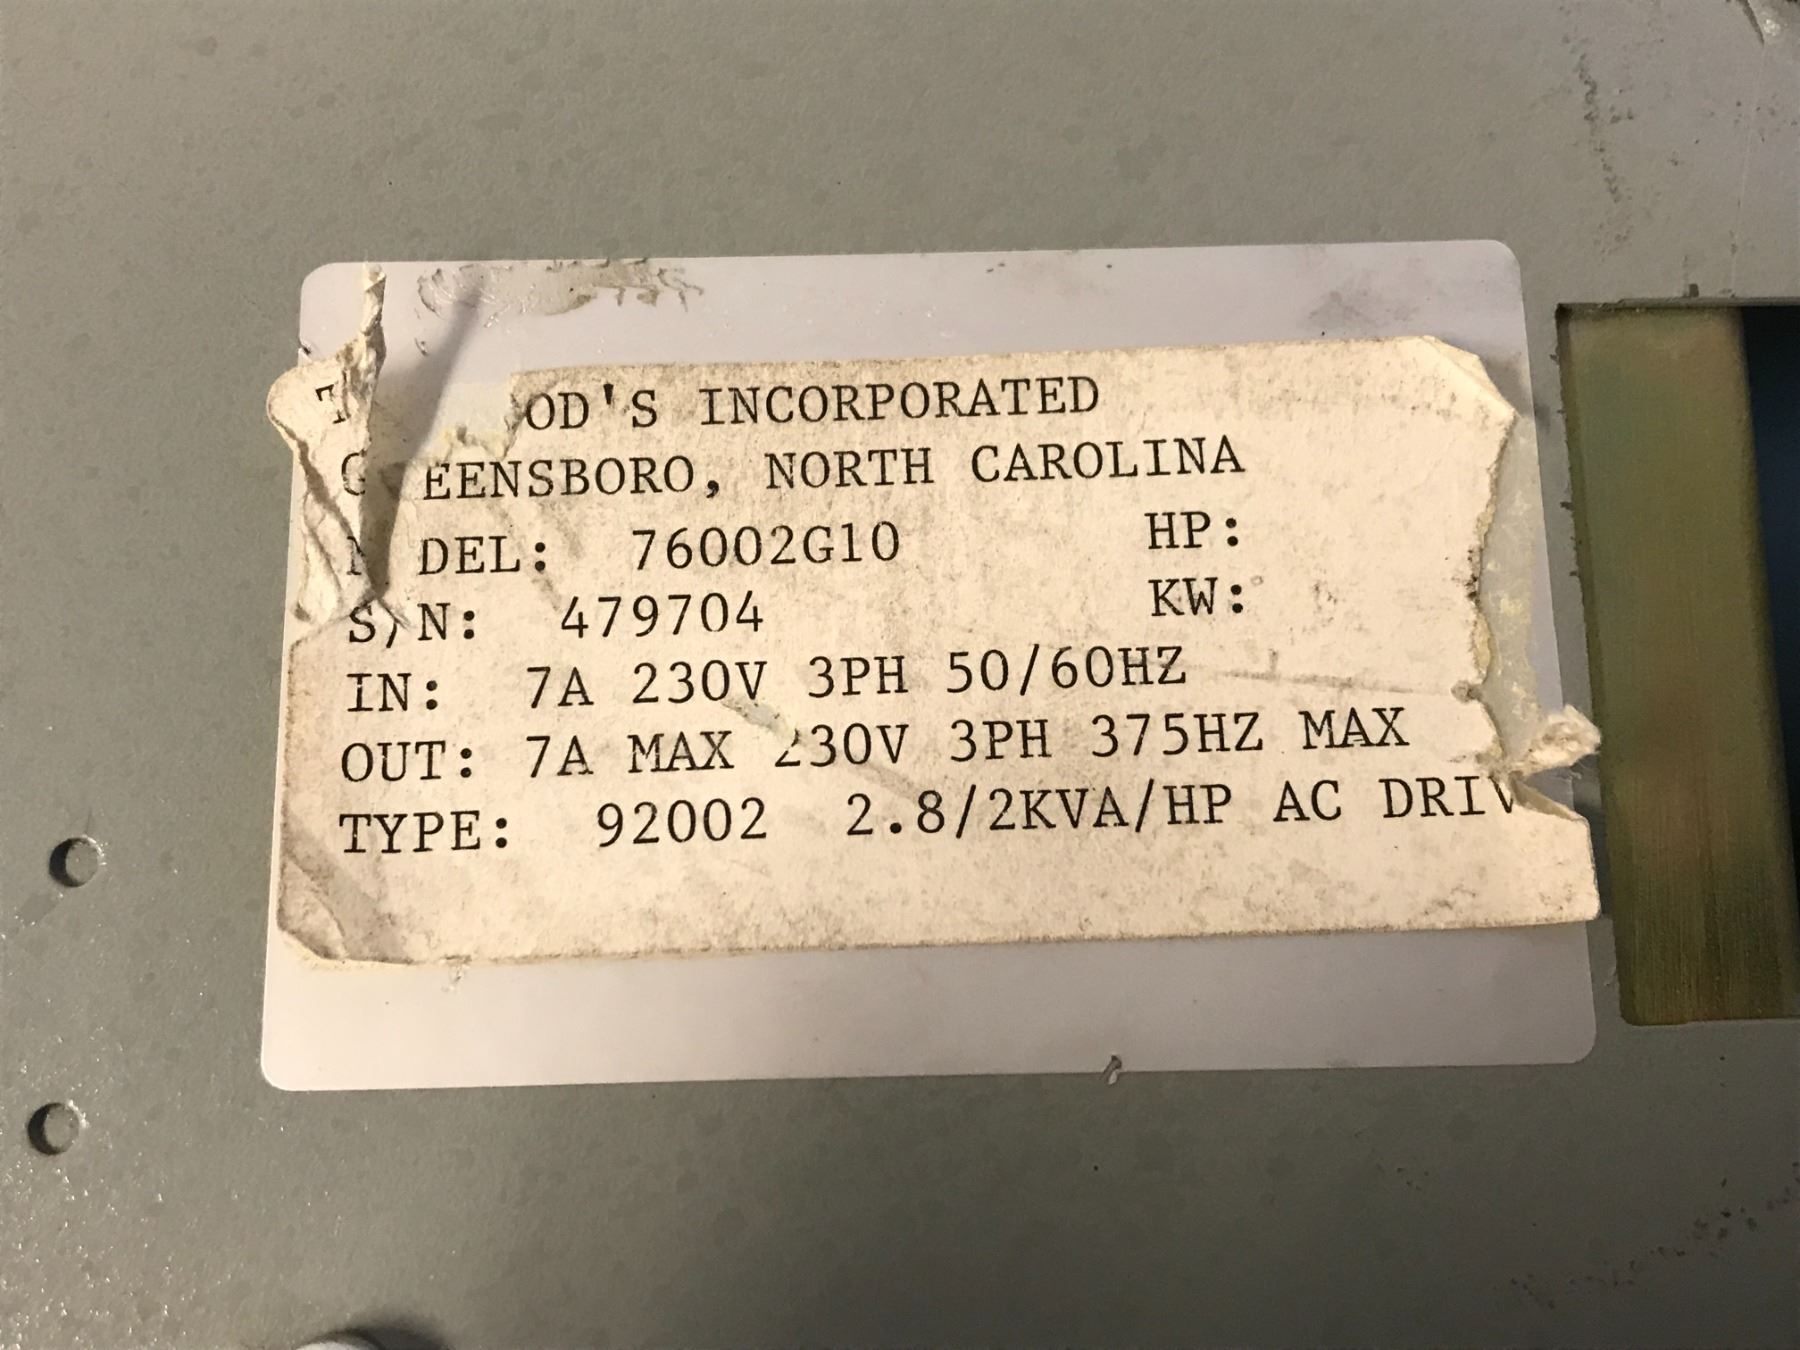 OD'S INCORPORATED
G EENSBORO, NORTH CAROLINA
DEL: 76002G10 HP:
S/N: 479704 KW:
IN: 7A 230V 3PH 50/60HZ
OUT: 7A MAX 230V 3PH 375HZ MAX
TYPE: 92002 2.8/2KVA/HP AC DRIV